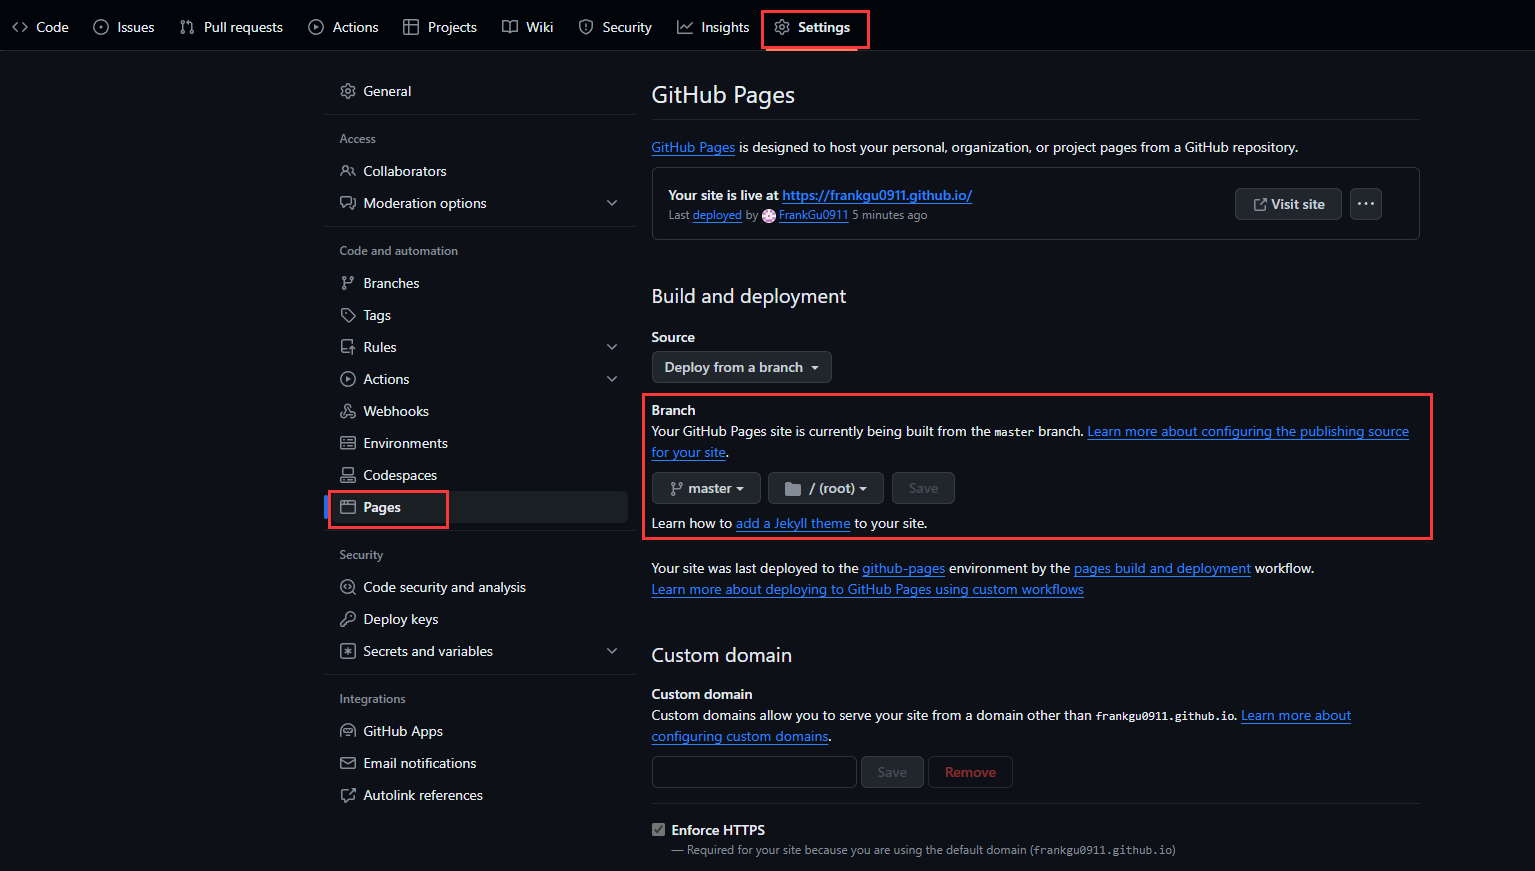 Code Issues Pull requests Actions Projects Wiki Security Insights Settings
General
Access
Collaborators
Moderation options
Code and automation
Branches
Tags
Rules
Actions
Webhooks
Environments
Codespaces
Pages
Security
Code security and analysis
Deploy keys
Secrets and variables
Integrations
GitHub Apps
Email notifications
Autolink references
GitHub Pages
GitHub Pages is designed to host your personal, organization, or project pages from a GitHub repository.
Your site is live at https://frankgu0911.github.io/
Last deployed by FrankGu0911 5 minutes ago
Visit site
Build and deployment
Source
Deploy from a branch
Branch
Your GitHub Pages site is currently being built from the master branch. Learn more about configuring the publishing source
for your site.
master / (root) Save
Learn how to add a Jekyll theme to your site.
Your site was last deployed to the github-pages environment by the pages build and deployment workflow.
Learn more about deploying to GitHub Pages using custom workflows
Custom domain
Custom domain
Custom domains allow you to serve your site from a domain other than frankgu0911.github.io. Learn more about
configuring custom domains.
Save Remove
Enforce HTTPS
— Required for your site because you are using the default domain (frankgu0911.github.io)